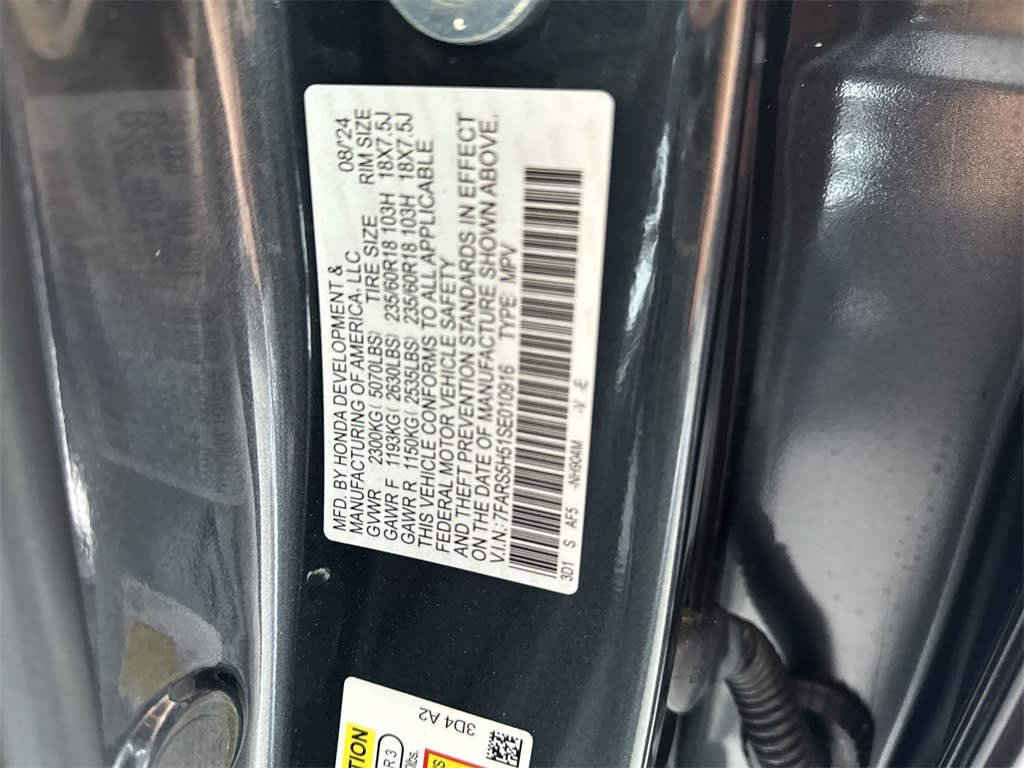 MFD. BY HONDA DEVELOPMENT &
MANUFACTURING OF AMERICA, LLC 08/'24
GVWR 2300KG( 5070LBS) TIRE SIZE RIM SIZE
GAWR F 1193KG( 2630LBS) 235/60R18 103H 18X7.5J
GAWR R 1150KG( 2535LBS) 235/60R18 103H 18X7.5J
THIS VEHICLE CONFORMS TO ALL APPLICABLE
FEDERAL MOTOR VEHICLE SAFETY
AND THEFT PREVENTION STANDARDS IN EFFECT
ON THE DATE OF MANUFACTURE SHOWN ABOVE.
V.I.N.: 7FARS5H51SE010916 TYPE: MPV
3D1 S AF5 -NH904M -V -E
3D4 A2
TION
R 3
lbs.